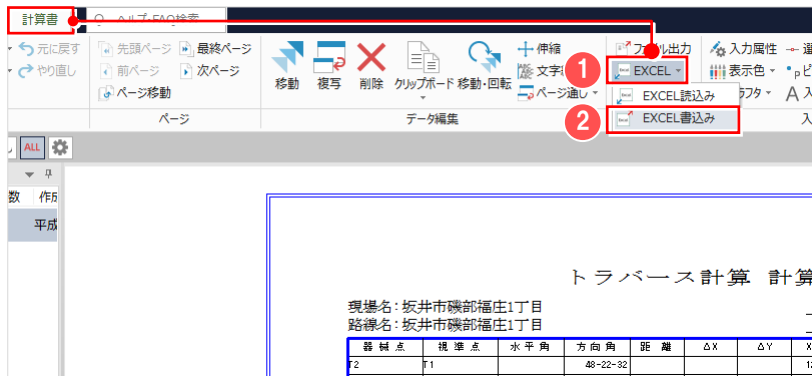 計算書
ヘルプ・FAQ検索
元に戻す
やり直し
先頭ページ
最終ページ
前ページ
次ページ
ページ移動
ページ
移動
複写
削除
クリップボード
移動・回転
伸縮
文字
ページ通し
データ編集
ファイル出力
EXCEL
EXCEL読込み
EXCEL書込み
1
2
入力属性
表示色
ALL
数 作成
平成
トラバース計算 計算
現場名：坂井市磯部福庄1丁目
路線名：坂井市磯部福庄1丁目
器械点 視準点 水平角 方向角 距離 ΔX ΔY X
T2 T1 48-22-32